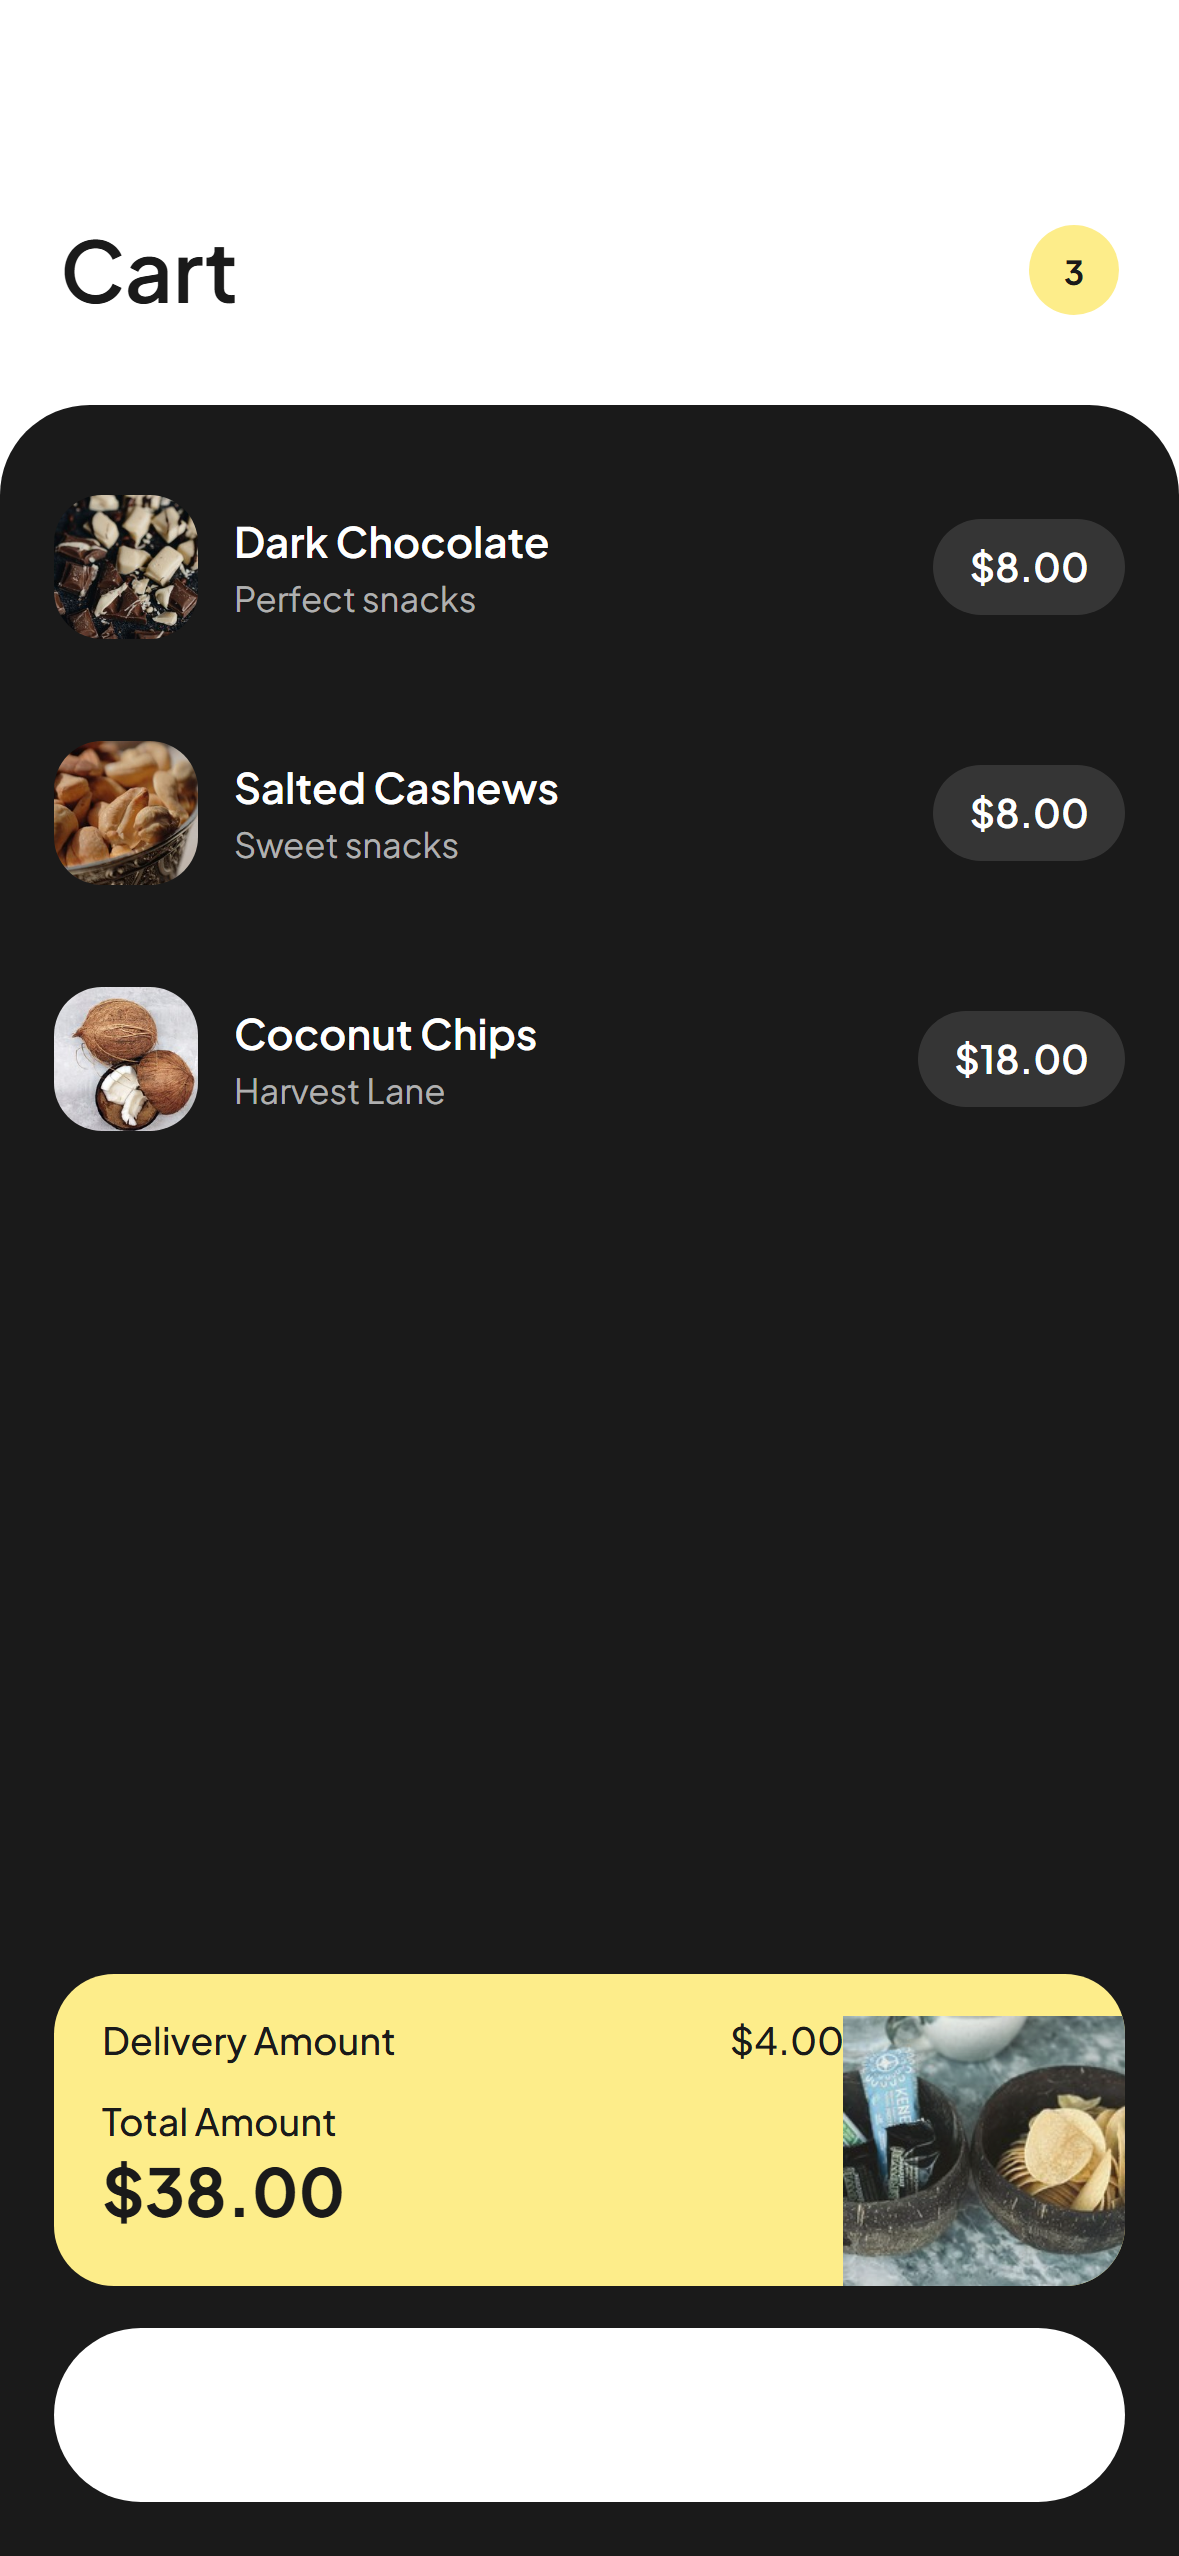 Cart
3
Dark Chocolate
Perfect snacks
$8.00
Salted Cashews
Sweet snacks
$8.00
Coconut Chips
Harvest Lane
$18.00
Delivery Amount
$4.00
Total Amount
$38.00